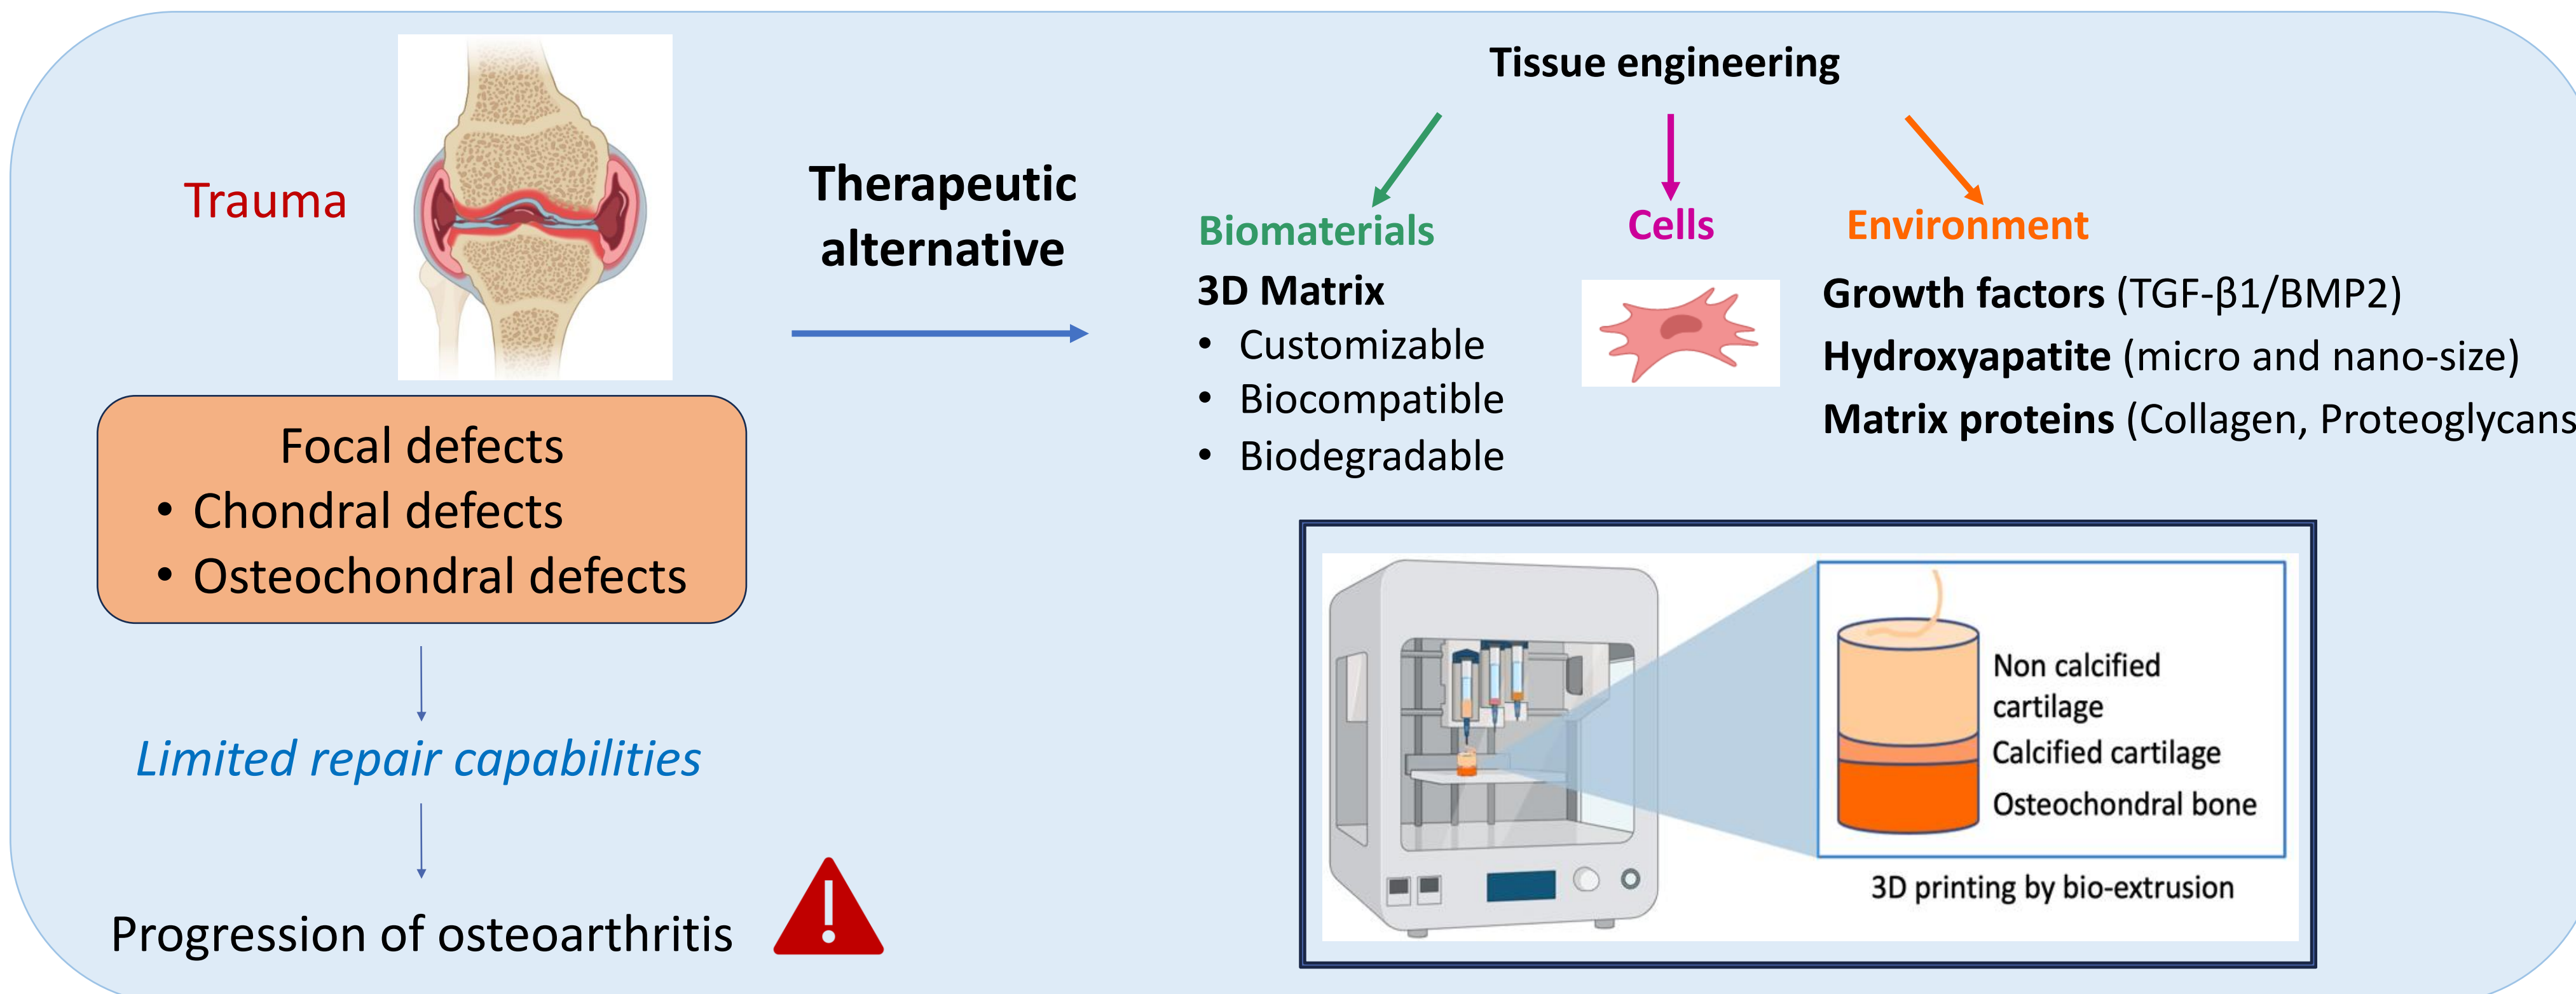 Trauma
Focal defects
• Chondral defects
• Osteochondral defects
Limited repair capabilities
Progression of osteoarthritis
Therapeutic
alternative
Tissue engineering
Biomaterials
3D Matrix
• Customizable
• Biocompatible
• Biodegradable
Cells
Environment
Growth factors (TGF-β1/BMP2)
Hydroxyapatite (micro and nano-size)
Matrix proteins (Collagen, Proteoglycans
Non calcified
cartilage
Calcified cartilage
Osteochondral bone
3D printing by bio-extrusion